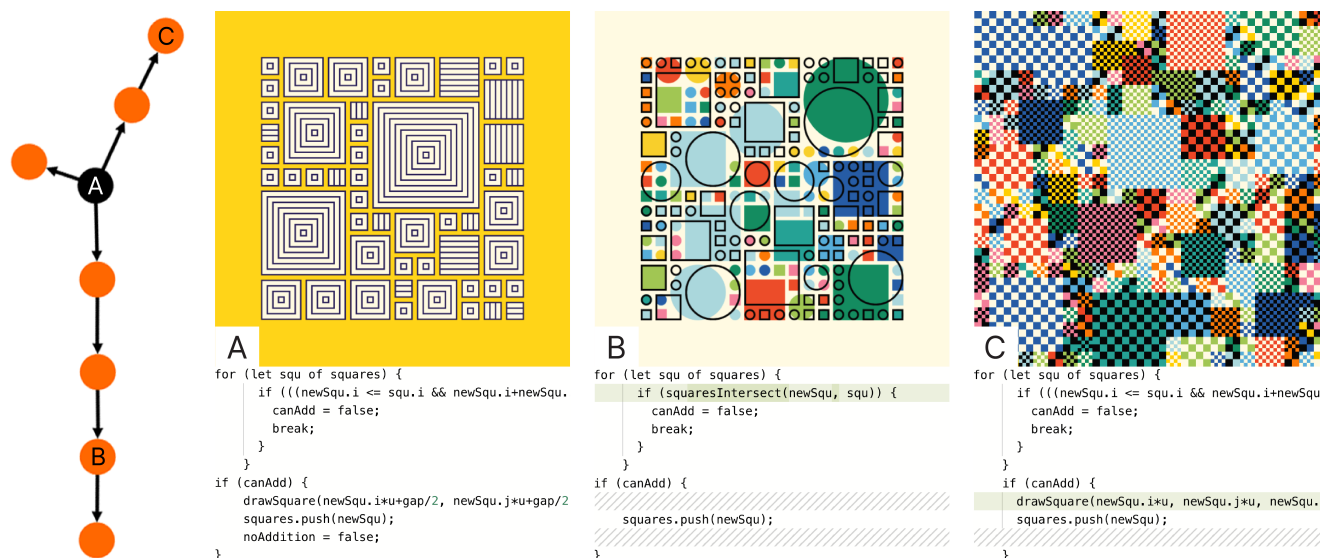 C
A
B
A
for (let squ of squares) {
if (((newSqu.i <= squ.i && newSqu.i+newSqu.
canAdd = false;
break;
}
}
if (canAdd) {
drawSquare(newSqu.i*u+gap/2, newSqu.j*u+gap/2
squares.push(newSqu);
noAddition = false;
}
B
for (let squ of squares) {
if (squaresIntersect(newSqu, squ)) {
canAdd = false;
break;
}
}
if (canAdd) {
squares.push(newSqu);
}
C
for (let squ of squares) {
if (((newSqu.i <= squ.i && newSqu.i+newSqu
canAdd = false;
break;
}
}
if (canAdd) {
drawSquare(newSqu.i*u, newSqu.j*u, newSqu.
squares.push(newSqu);
}